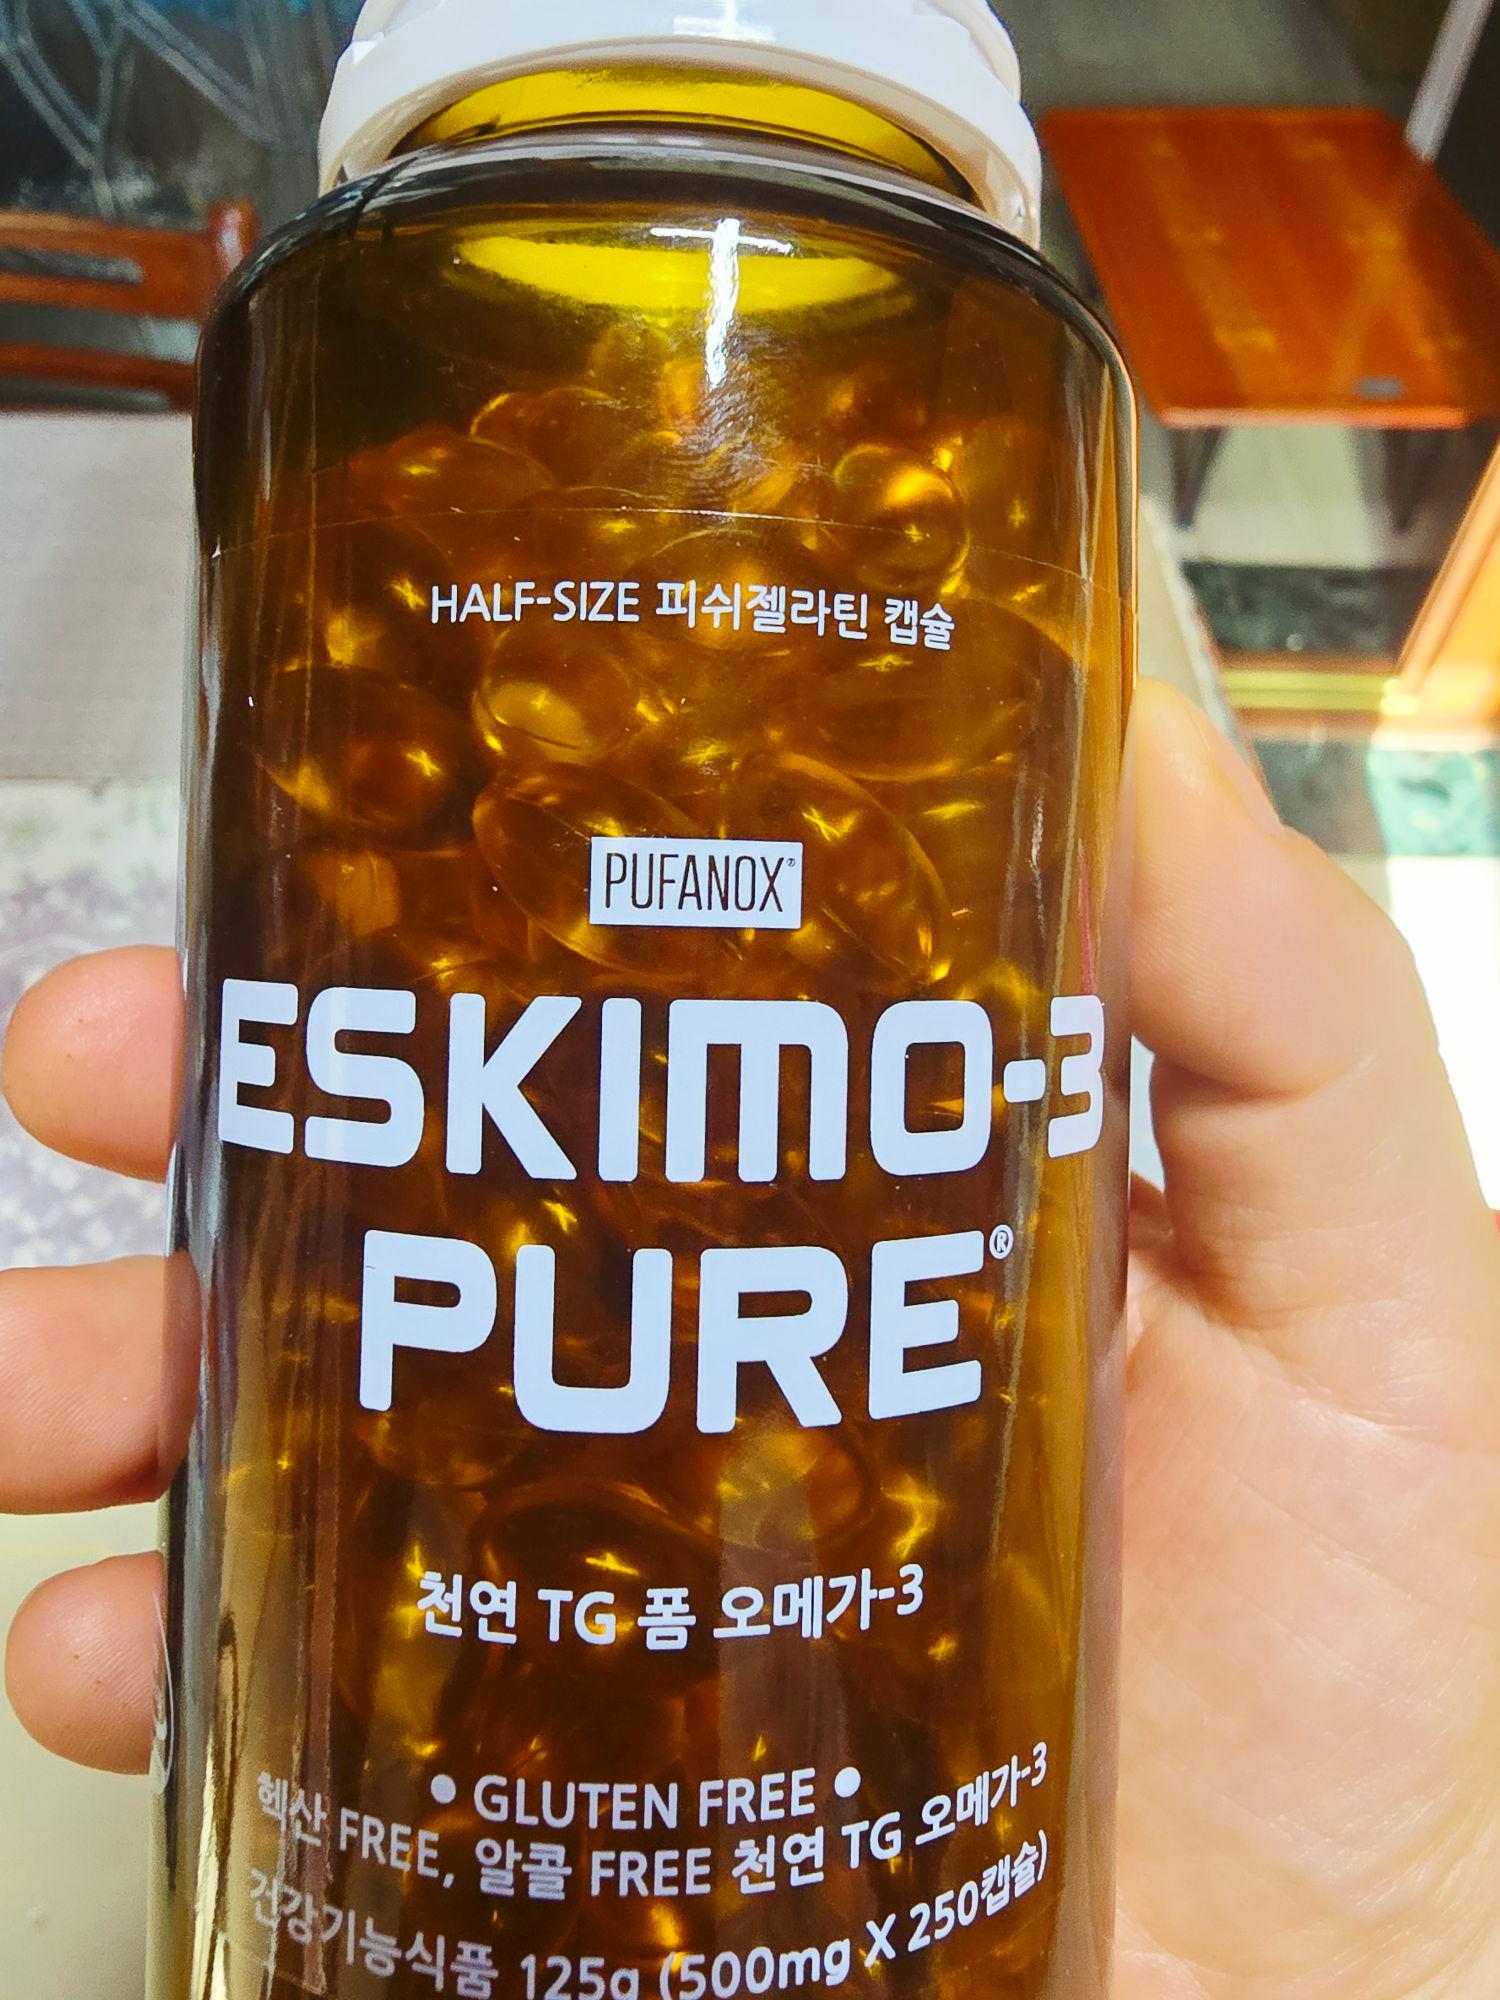 HALF-SIZE 피쉬젤라틴 캡슐
PUFANOX®
ESKIMO-3
PURE®
천연 TG 폼 오메가-3
• GLUTEN FREE •
헥산 FREE, 알콜 FREE 천연 TG 오메가-3
건강기능식품 125g (500mg X 250캡슐)